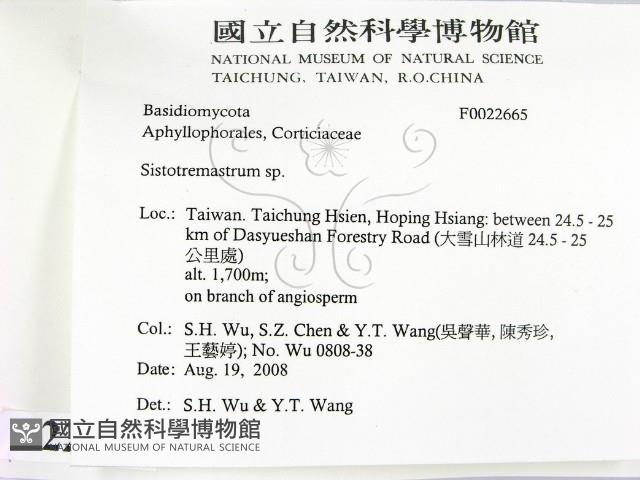 國立自然科學博物館
NATIONAL MUSEUM OF NATURAL SCIENCE
TAICHUNG, TAIWAN, R.O.CHINA
Basidiomycota F0022665
Aphyllophorales, Corticiaceae
Sistotremastrum sp.
Loc.: Taiwan. Taichung Hsien, Hoping Hsiang: between 24.5 - 25
km of Dasyueshan Forestry Road (大雪山林道 24.5 - 25
公里處)
alt. 1,700m;
on branch of angiosperm
Col.: S.H. Wu, S.Z. Chen & Y.T. Wang(吳聲華, 陳秀珍,
王藝婷); No. Wu 0808-38
Date: Aug. 19, 2008
Det.: S.H. Wu & Y.T. Wang
國立自然科學博物館
NATIONAL MUSEUM OF NATURAL SCIENCE